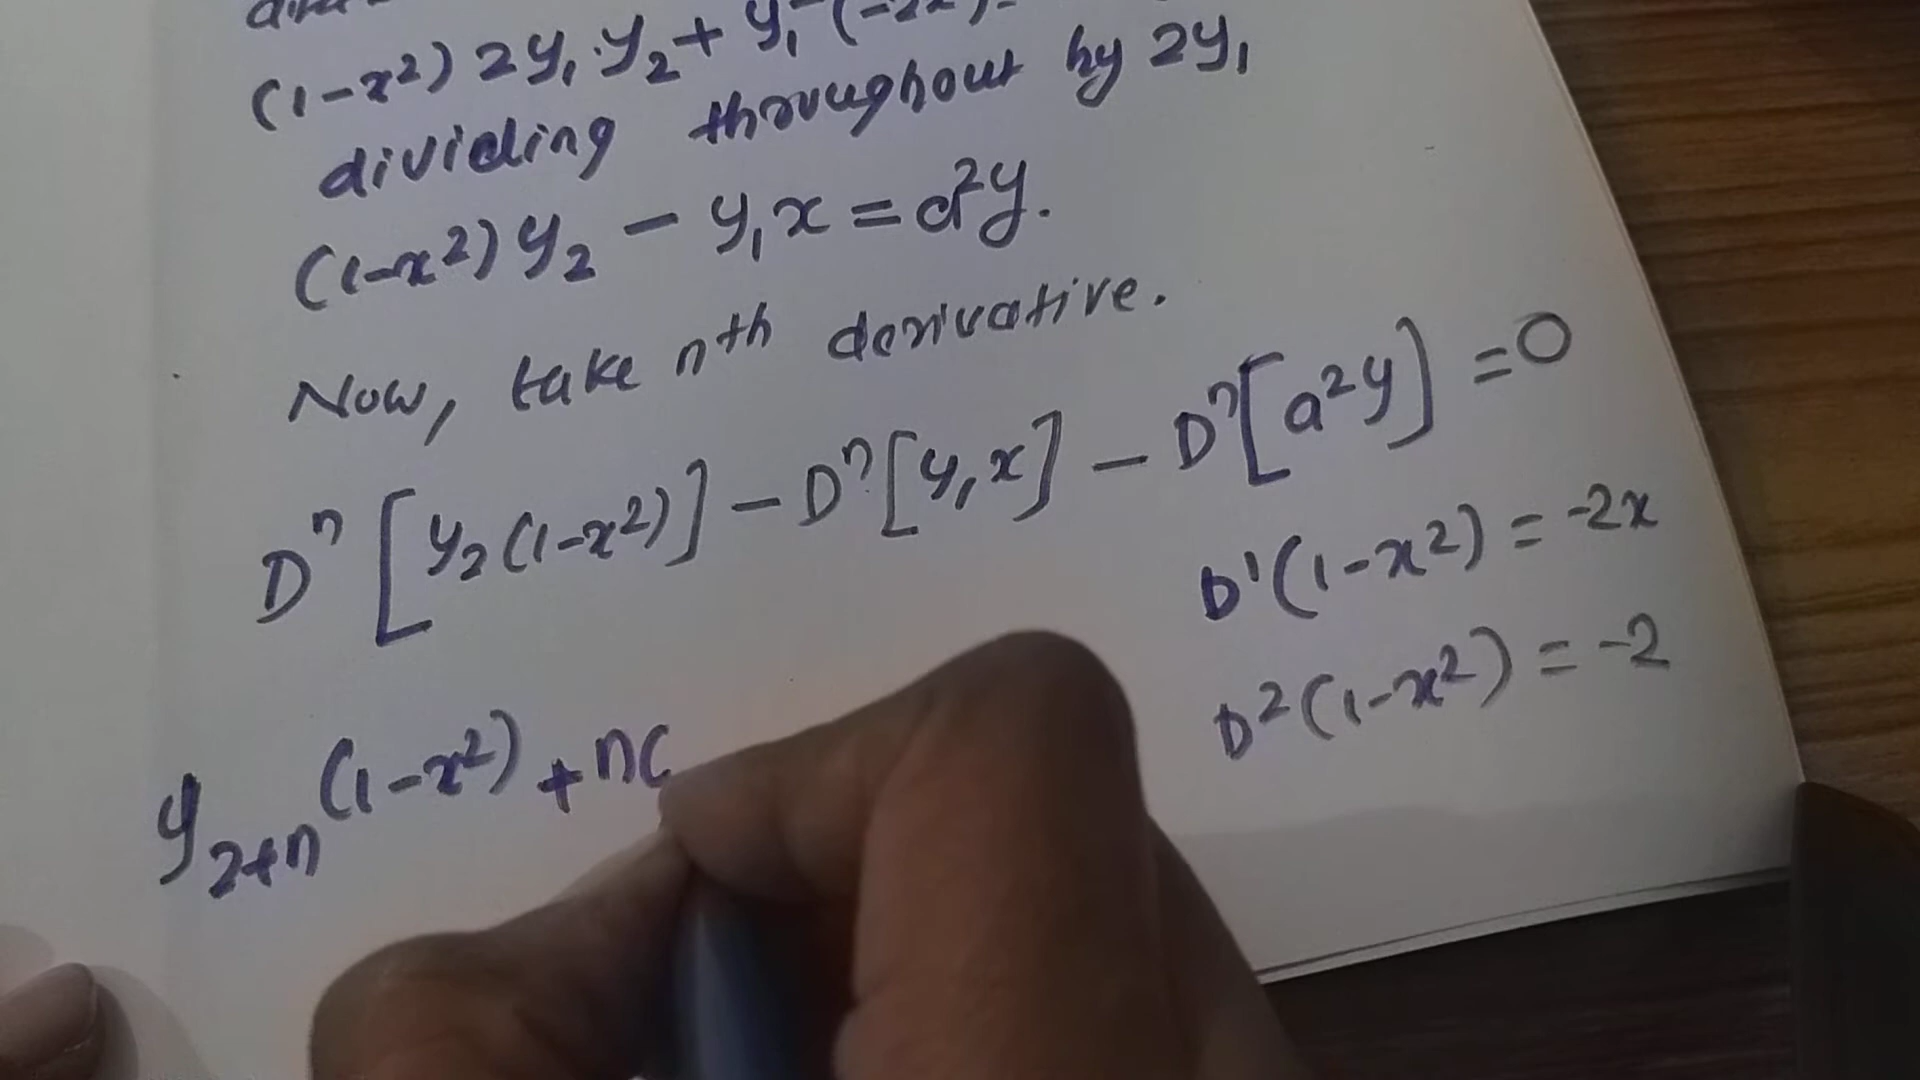 (1-x²) 2y₁·y₂ + y₁² (-2x)
dividing throughout by 2y₁
(1-x²) y₂ - y₁x = a²y.
Now, take nth derivative.
Dⁿ [y₂(1-x²)] - Dⁿ[y₁x] - Dⁿ[a²y] = 0
D¹(1-x²) = -2x
D²(1-x²) = -2
y₂₊ₙ(1-x²) + nc